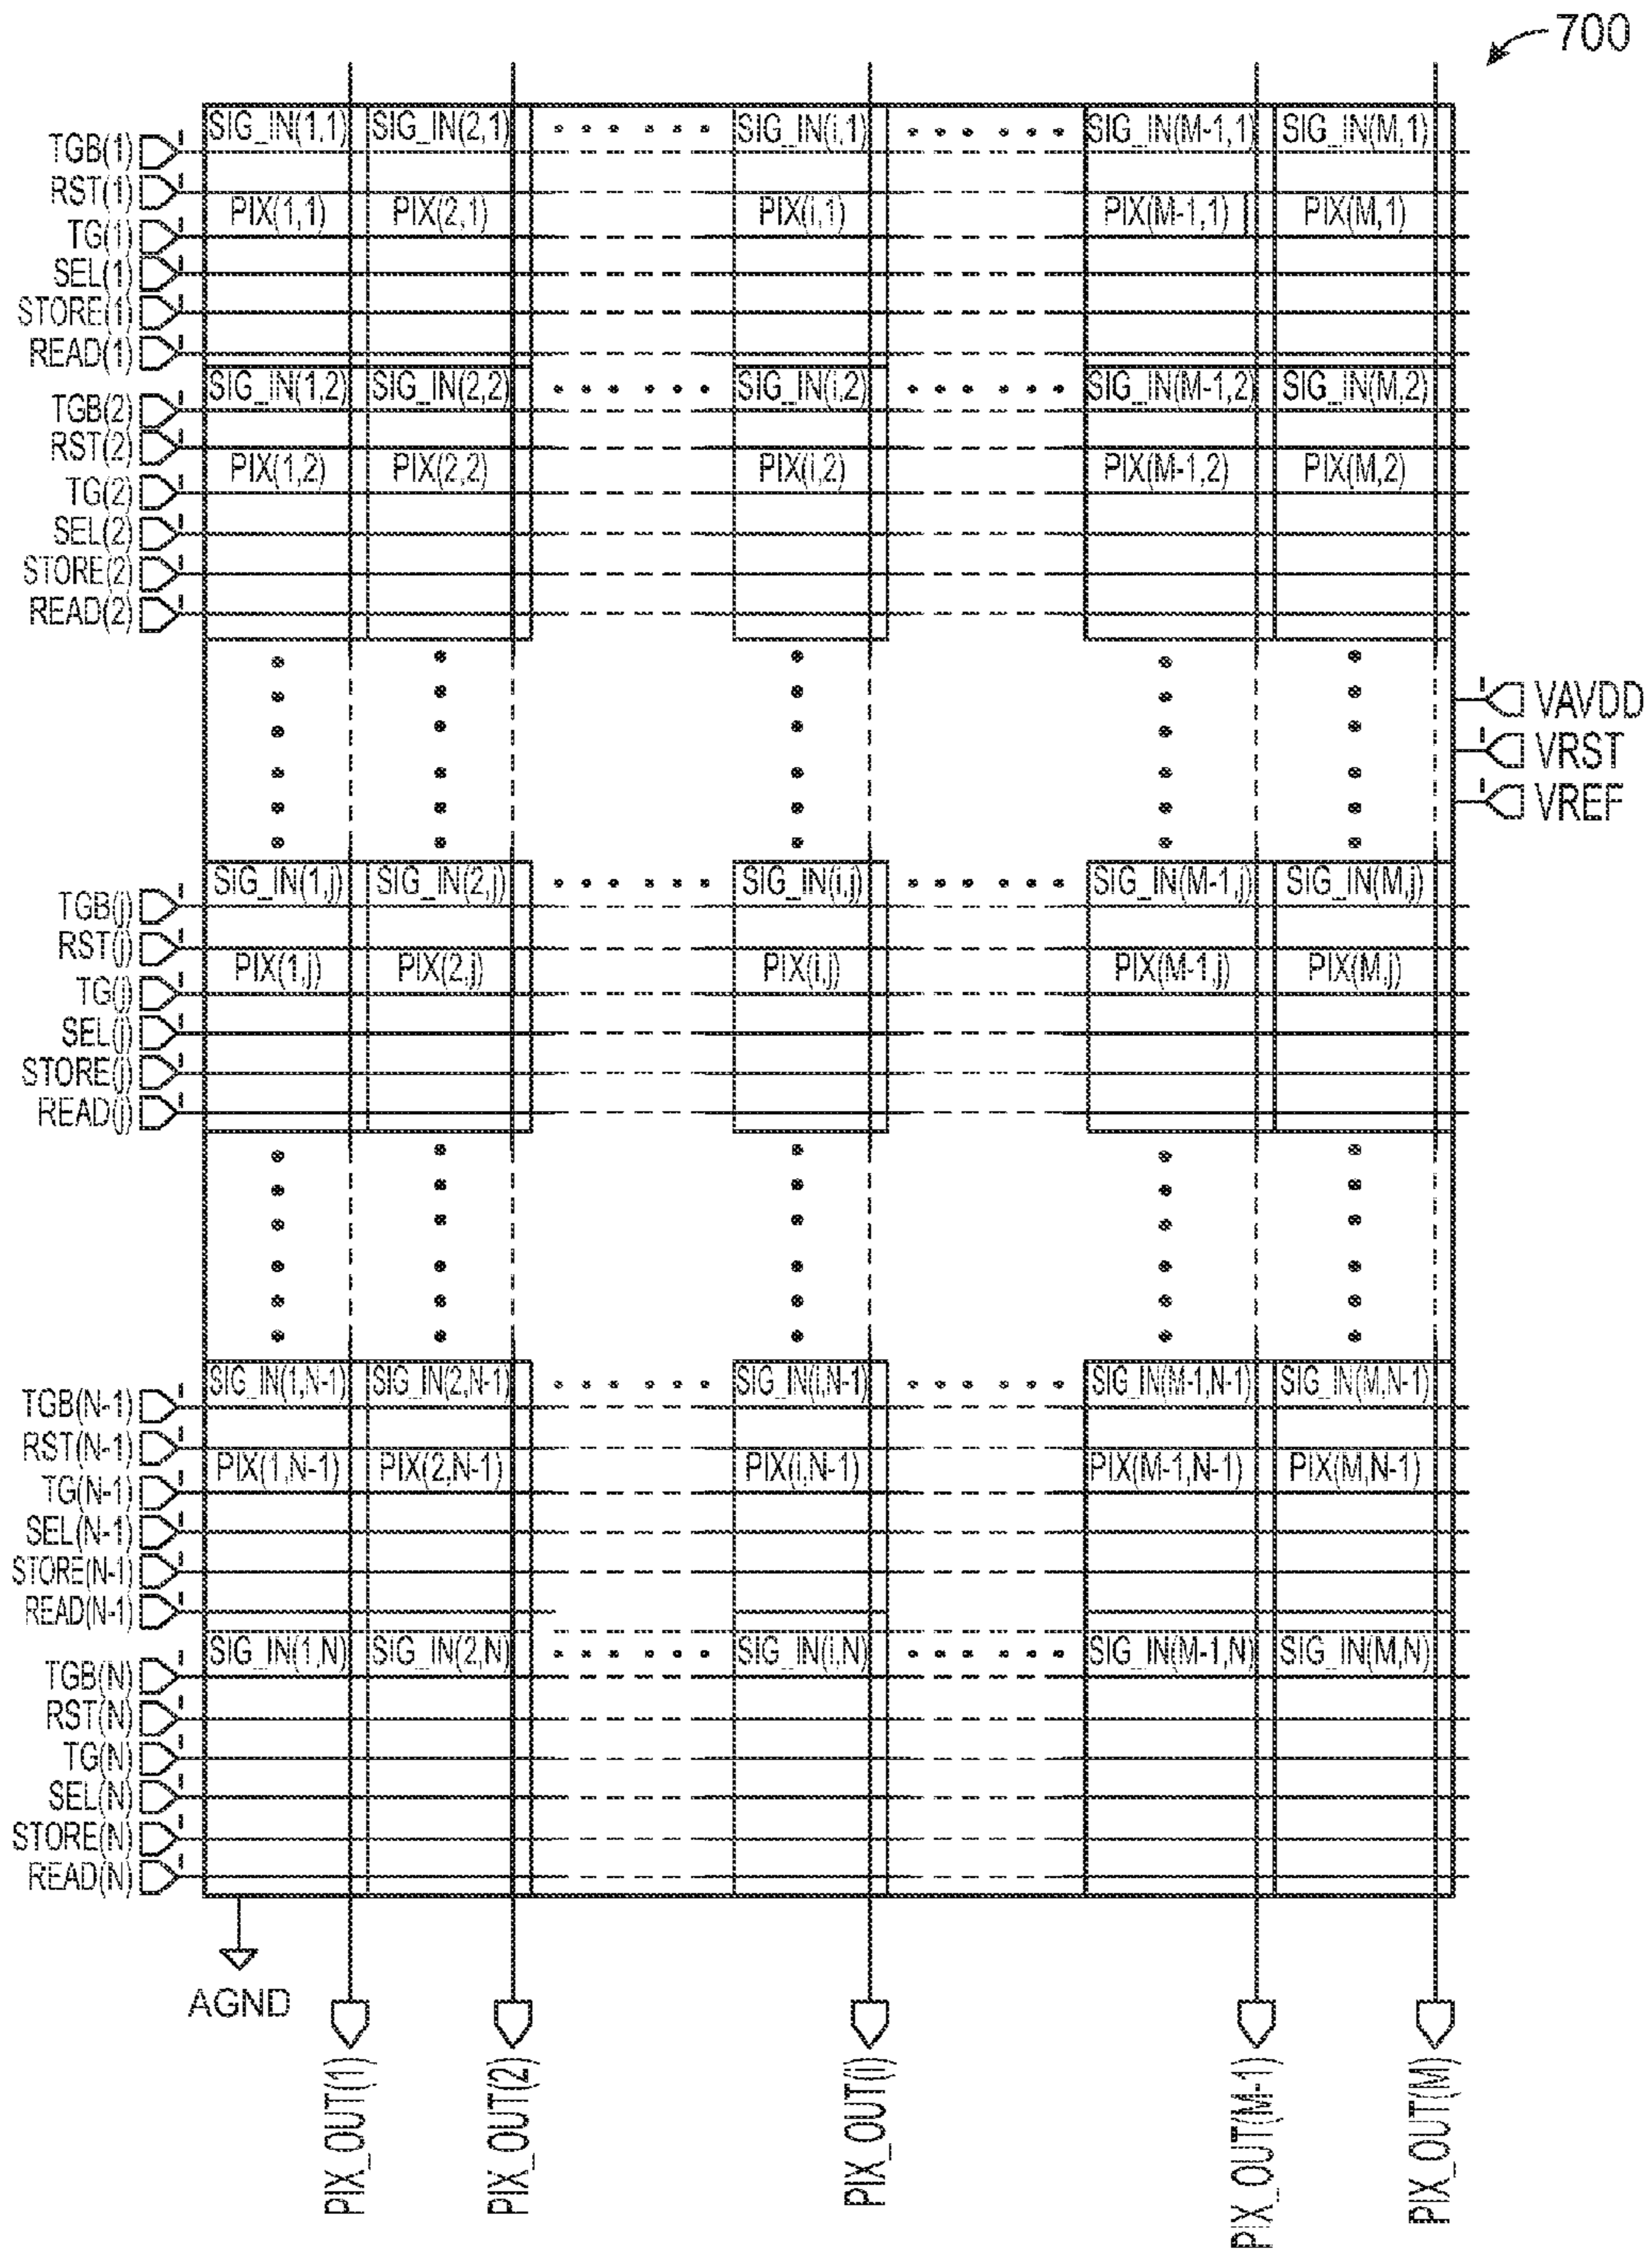 700
SIG_IN(1,1) SIG_IN(2,1) SIG_IN(i,1) SIG_IN(M-1,1) SIG_IN(M,1)
TGB(1)
RST(1)
PIX(1,1) PIX(2,1) PIX(i,1) PIX(M-1,1) PIX(M,1)
TG(1)
SEL(1)
STORE(1)
READ(1)
SIG_IN(1,2) SIG_IN(2,2) SIG_IN(i,2) SIG_IN(M-1,2) SIG_IN(M,2)
TGB(2)
RST(2)
PIX(1,2) PIX(2,2) PIX(i,2) PIX(M-1,2) PIX(M,2)
TG(2)
SEL(2)
STORE(2)
READ(2)
VAVDD
VRST
VREF
SIG_IN(1,j) SIG_IN(2,j) SIG_IN(i,j) SIG_IN(M-1,j) SIG_IN(M,j)
TGB(j)
RST(j)
PIX(1,j) PIX(2,j) PIX(i,j) PIX(M-1,j) PIX(M,j)
TG(j)
SEL(j)
STORE(j)
READ(j)
SIG_IN(1,N-1) SIG_IN(2,N-1) SIG_IN(i,N-1) SIG_IN(M-1,N-1) SIG_IN(M,N-1)
TGB(N-1)
RST(N-1)
PIX(1,N-1) PIX(2,N-1) PIX(i,N-1) PIX(M-1,N-1) PIX(M,N-1)
TG(N-1)
SEL(N-1)
STORE(N-1)
READ(N-1)
SIG_IN(1,N) SIG_IN(2,N) SIG_IN(i,N) SIG_IN(M-1,N) SIG_IN(M,N)
TGB(N)
RST(N)
TG(N)
SEL(N)
STORE(N)
READ(N)
AGND
PIX_OUT(1) PIX_OUT(2) PIX_OUT(i) PIX_OUT(M-1) PIX_OUT(M)